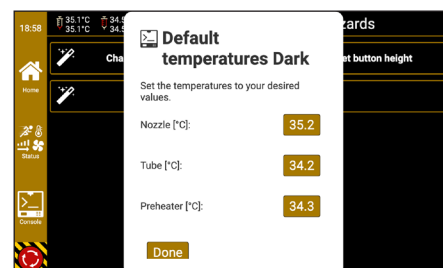 18:58
35.1°C
35.1°C
34.5
34.
zards
Home
Status
Console
Cha
et button height
Default
temperatures Dark
Set the temperatures to your desired
values.
Nozzle [°C]:
35.2
Tube [°C]:
34.2
Preheater [°C]:
34.3
Done